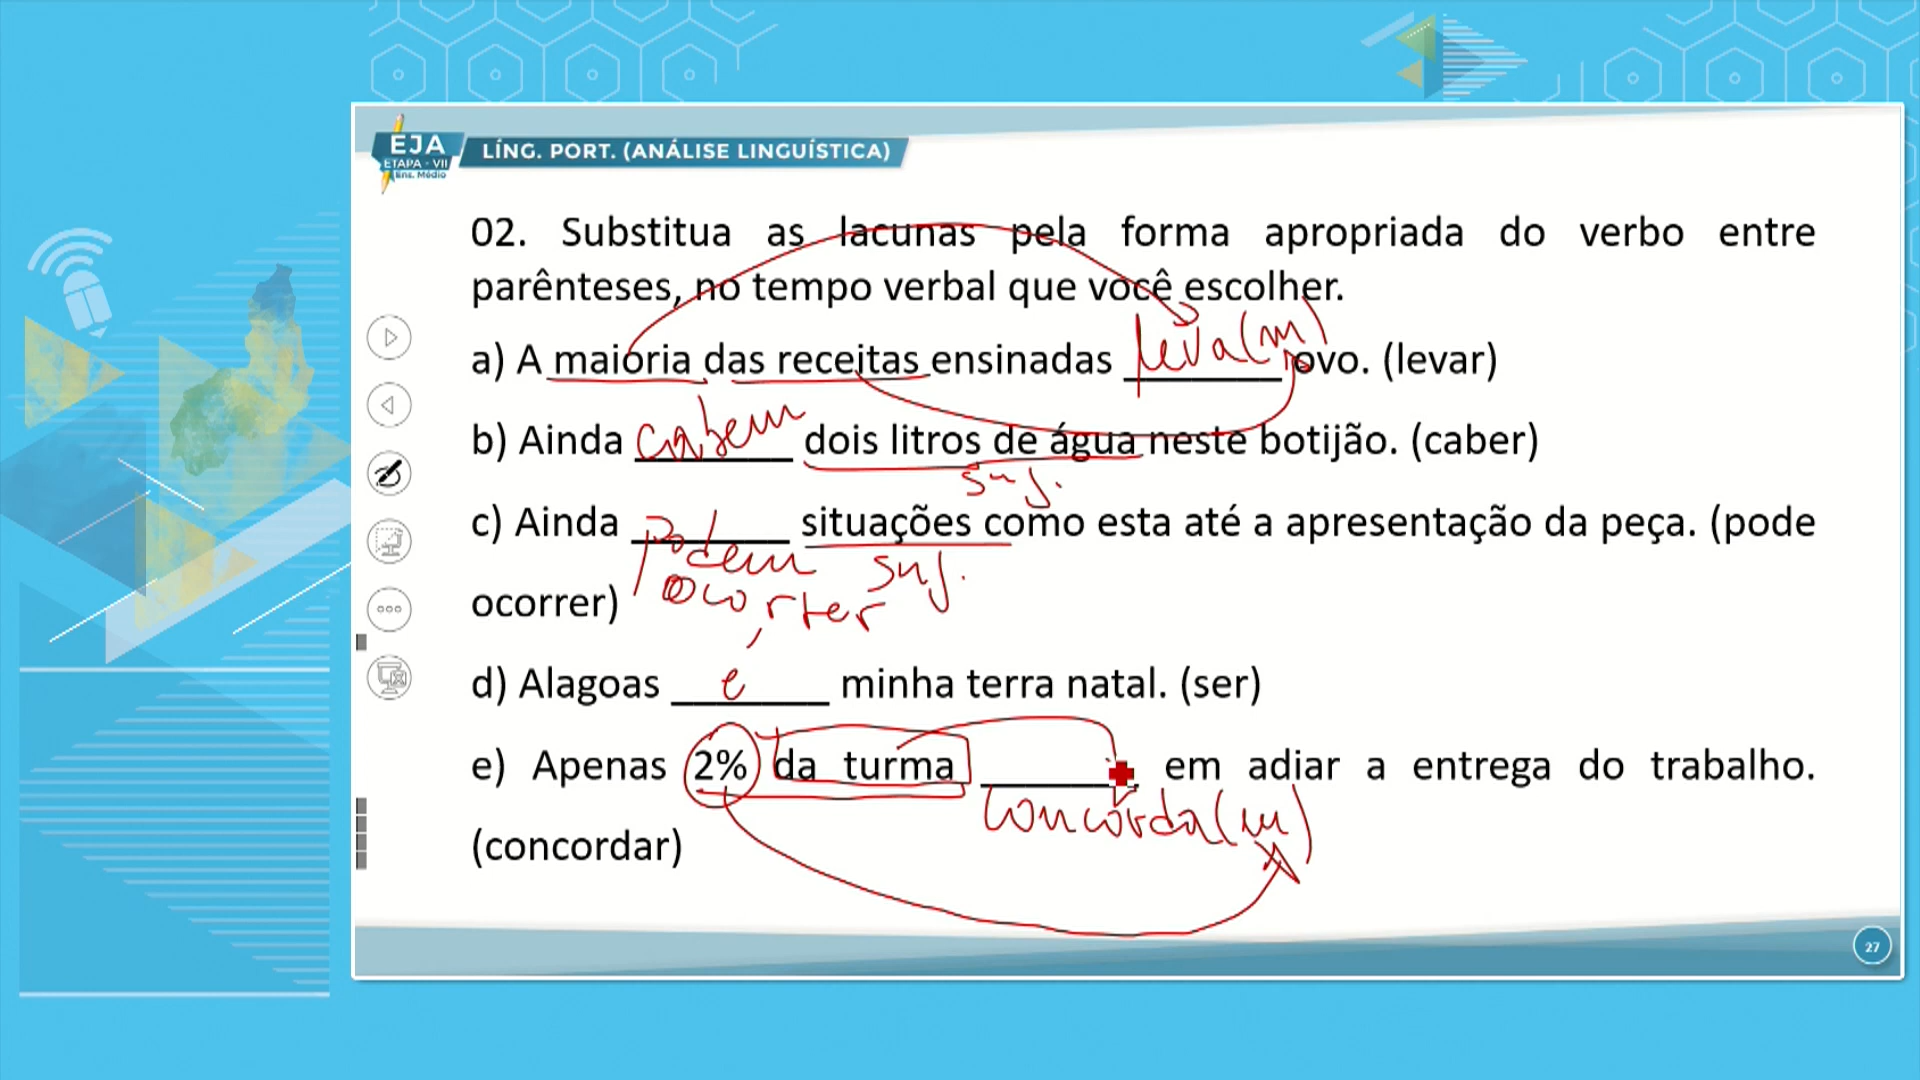 EJA
ETAPA - VII
Ens. Médio
LÍNG. PORT. (ANÁLISE LINGUÍSTICA)
02. Substitua as lacunas pela forma apropriada do verbo entre
parênteses, no tempo verbal que você escolher.
a) A maioria das receitas ensinadas leva(m) ovo. (levar)
b) Ainda cabem dois litros de água neste botijão. (caber)
suj.
c) Ainda ________ situações como esta até a apresentação da peça. (pode
podem suj.
ocorrer) ocorrer
d) Alagoas é minha terra natal. (ser)
e) Apenas 2% da turma ________ em adiar a entrega do trabalho.
concorda(m)
(concordar)
27